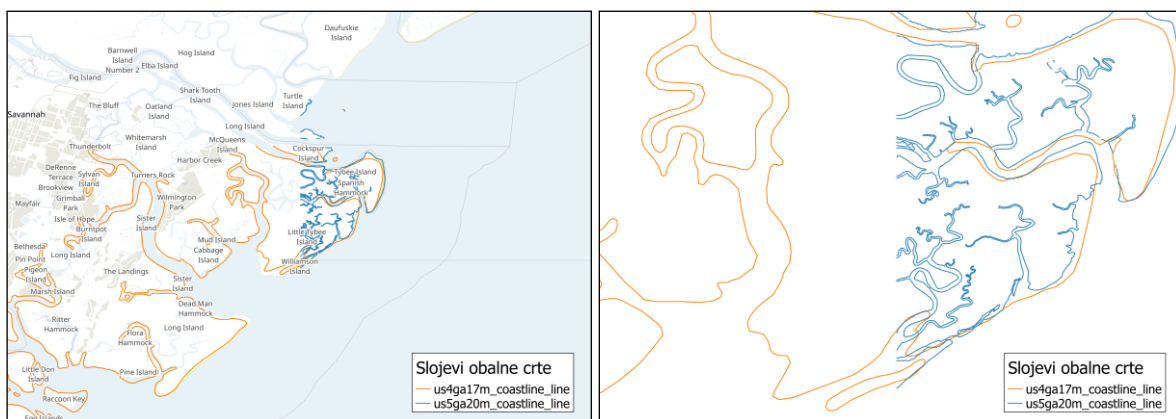 Daufuskie
Island
Hog Island
Barnwell
Island
Number 2
Elba Island
Fig Island
Shark Tooth
Island
Turtle
Island
Jones Island
The Bluff
Oatland
Island
Savannah
Long Island
Whitemarsh
Island
McQueens
Island
Thunderbolt
Cockspur
Island
Harbor Creek
DeRenne
Terrace
Brookview
Sylvan
Island
Turners Rock
Tybee Island
Spanish
Hammock
Grimball
Park
Wilmington
Park
Mayfair
Isle of Hope
Burntpot
Island
Sister
Island
Little Tybee
Island
Mud Island
Cabbage
Island
Bethesda
Long Island
Pin Point
Pigeon
Island
The Landings
Williamson
Island
Marsh Island
Sister
Island
Dead Man
Hammock
Ritter
Hammock
Long Island
Flora
Hammock
Little Don
Island
Pine Island
Raccoon Key
Egg Islands
Slojevi obalne crte
us4ga17m_coastline_line
us5ga20m_coastline_line
Slojevi obalne crte
us4ga17m_coastline_line
us5ga20m_coastline_line